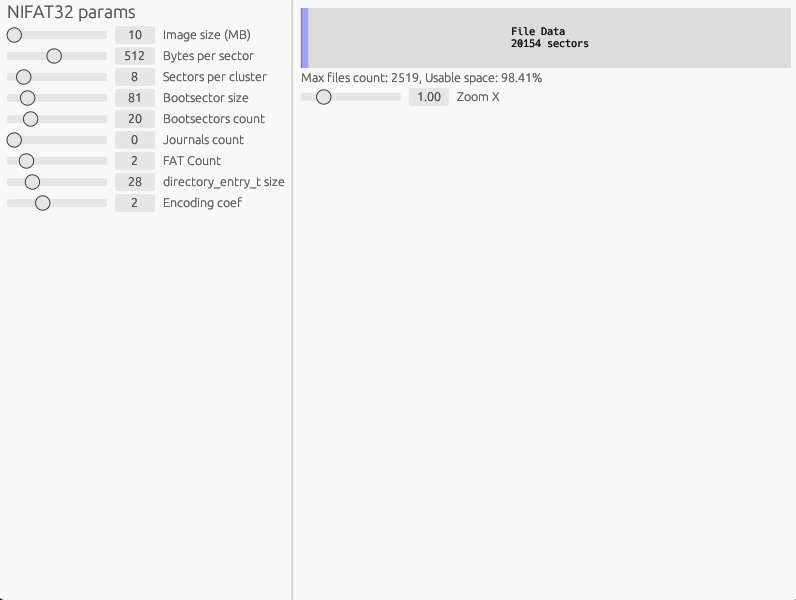 NIFAT32 params
10 Image size (MB)
512 Bytes per sector
8 Sectors per cluster
81 Bootsector size
20 Bootsectors count
0 Journals count
2 FAT Count
28 directory_entry_t size
2 Encoding coef
File Data
20154 sectors
Max files count: 2519, Usable space: 98.41%
1.00 Zoom X